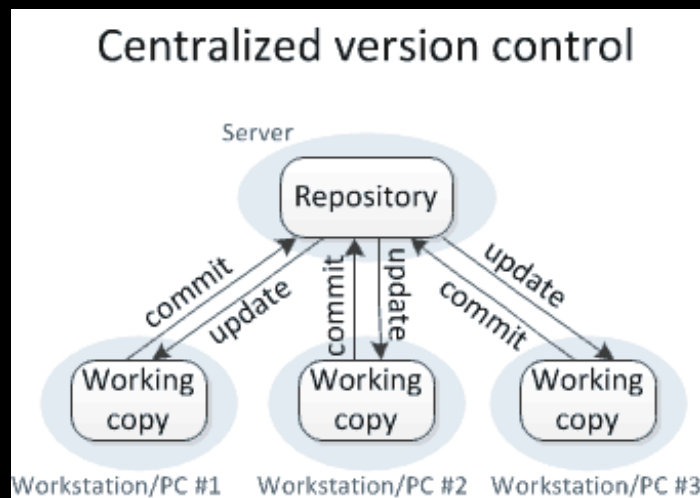 Centralized version control
Server
Repository
commit
update
commit
update
commit
update
Working
copy
Working
copy
Working
copy
Workstation/PC #1
Workstation/PC #2
Workstation/PC #3